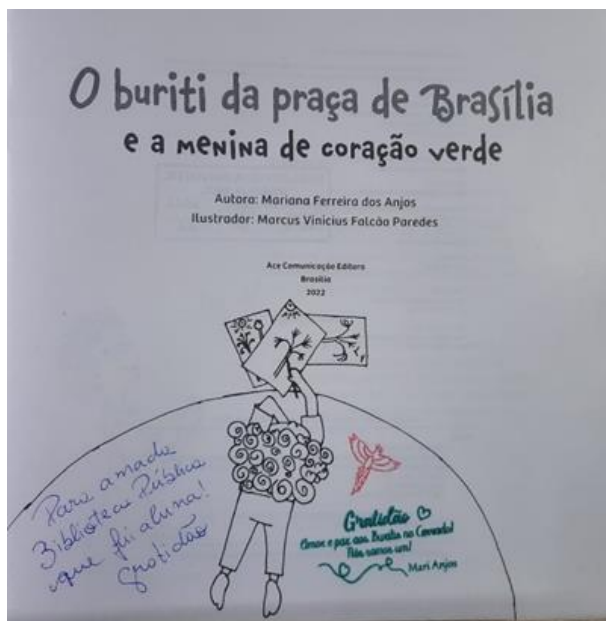 O buriti da praça de Brasília
e a menina de coração verde
Autora: Mariana Ferreira dos Anjos
Ilustrador: Marcus Vinicius Falcão Paredes
Ace Comunicação Editora
Brasília
2022
Para amada
Biblioteca Pública
que fui aluna!
Gratidão
Gratidão
Amor e paz aos Buritis no Cerrado!
Nós somos um!
Mari Anjos